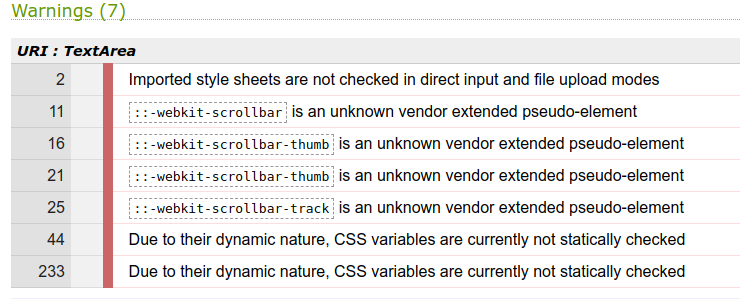 Warnings (7)
URI : TextArea
2 Imported style sheets are not checked in direct input and file upload modes
11 ::-webkit-scrollbar is an unknown vendor extended pseudo-element
16 ::-webkit-scrollbar-thumb is an unknown vendor extended pseudo-element
21 ::-webkit-scrollbar-thumb is an unknown vendor extended pseudo-element
25 ::-webkit-scrollbar-track is an unknown vendor extended pseudo-element
44 Due to their dynamic nature, CSS variables are currently not statically checked
233 Due to their dynamic nature, CSS variables are currently not statically checked